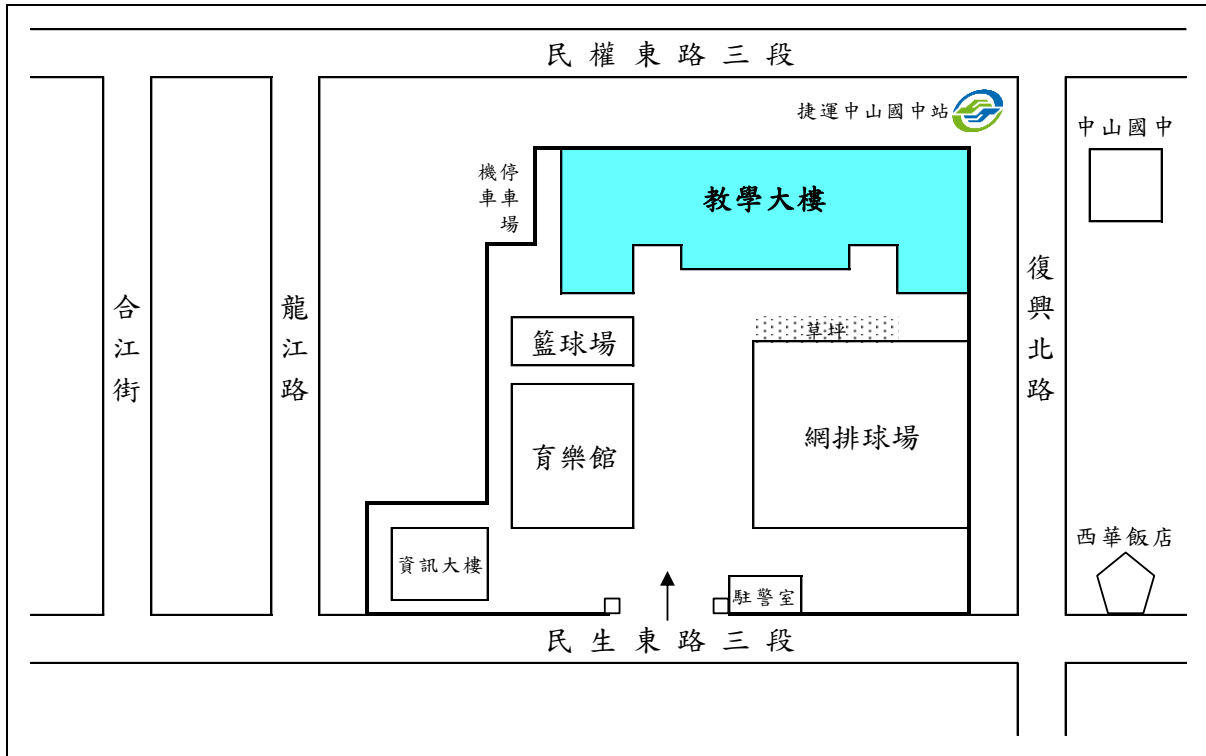 民權東路三段
捷運中山國中站
中山國中
機車
停車場
教學大樓
合江街
龍江路
復興北路
草坪
籃球場
網排球場
育樂館
西華飯店
資訊大樓
駐警室
民生東路三段